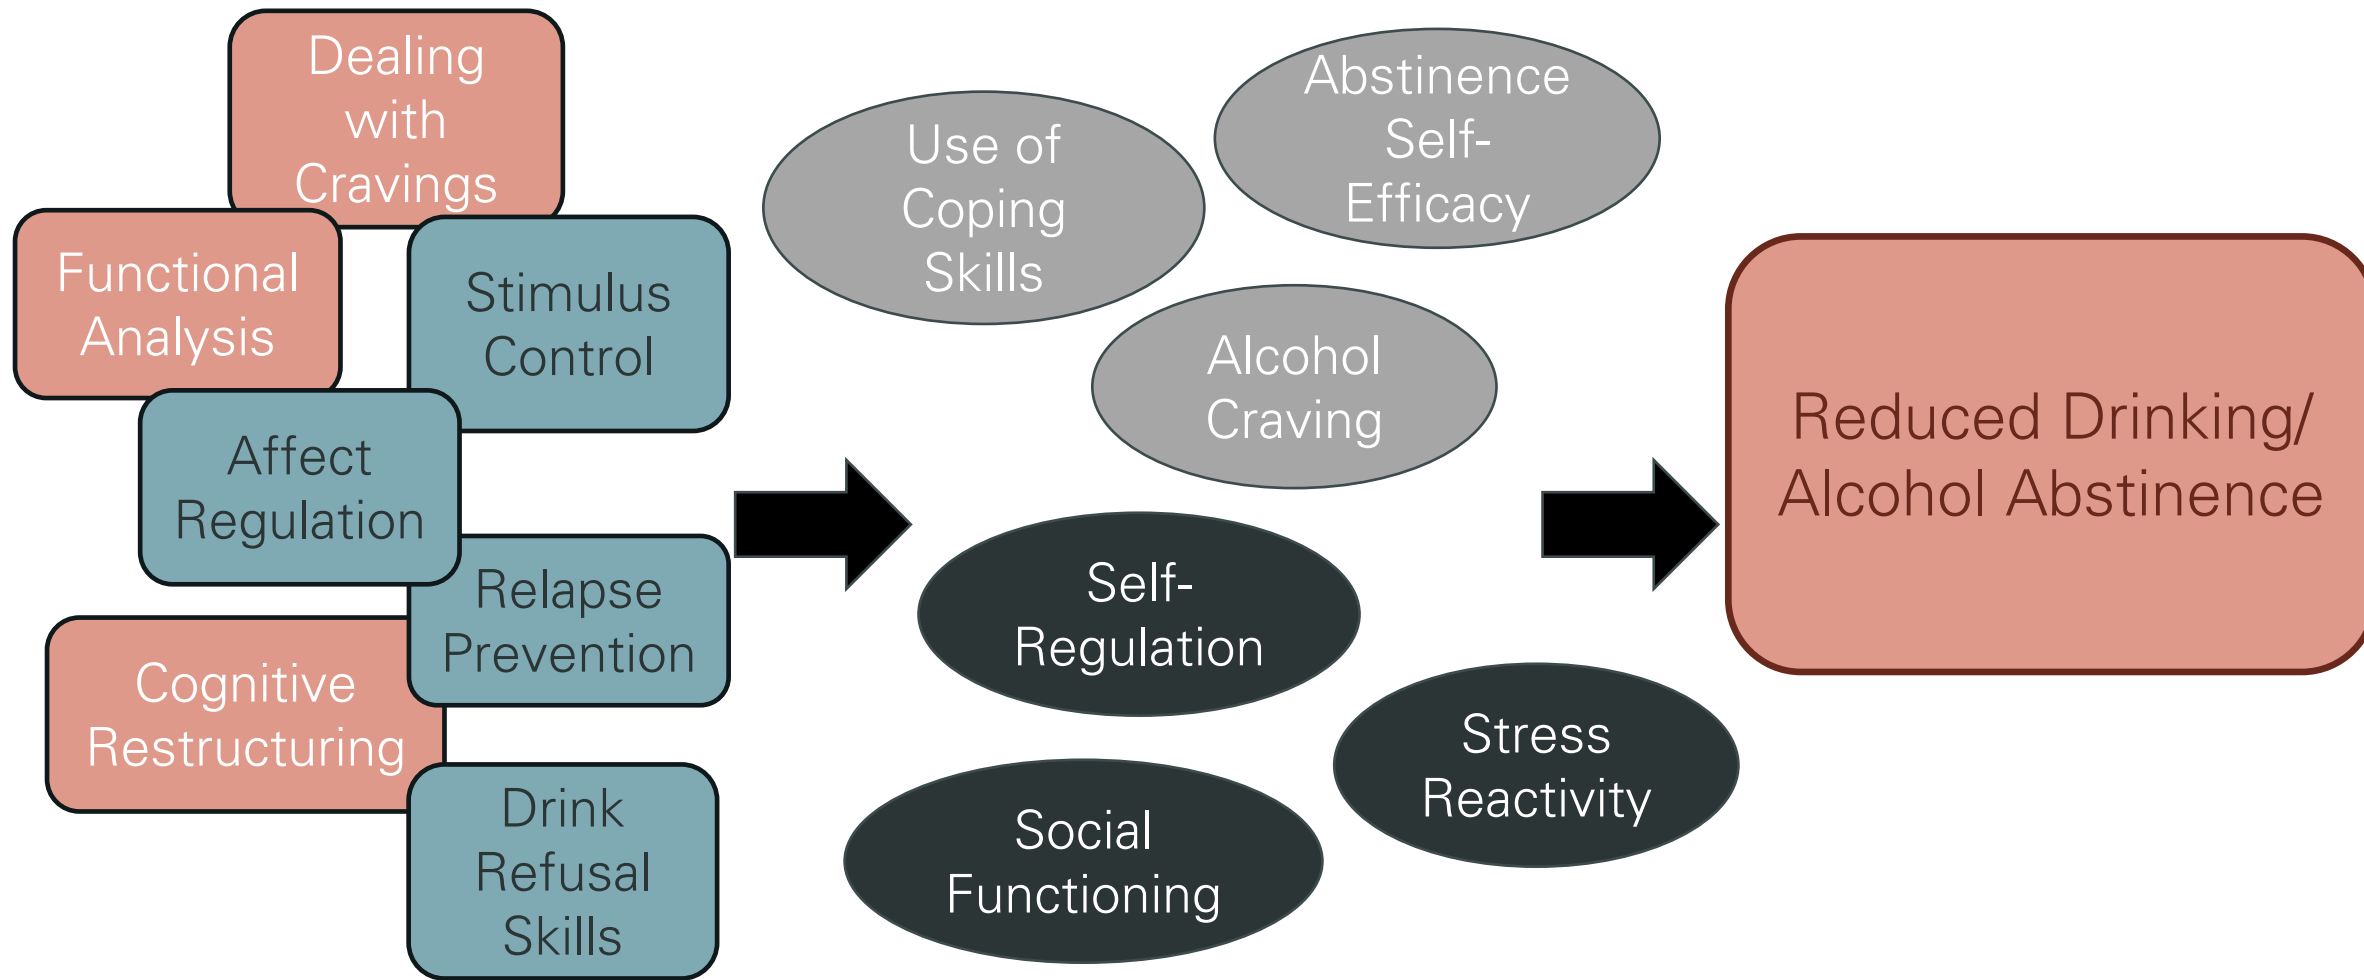 Dealing
with
Cravings
Functional
Analysis
Stimulus
Control
Affect
Regulation
Relapse
Prevention
Cognitive
Restructuring
Drink
Refusal
Skills
Use of
Coping
Skills
Abstinence
Self-
Efficacy
Alcohol
Craving
Self-
Regulation
Stress
Reactivity
Social
Functioning
Reduced Drinking/
Alcohol Abstinence